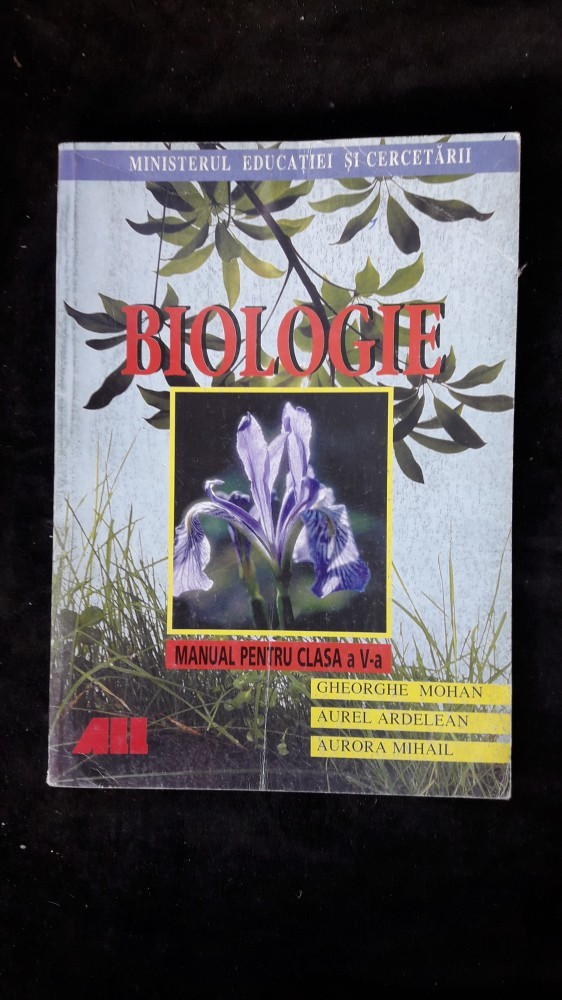 MINISTERUL EDUCAȚIEI ȘI CERCETĂRII
BIOLOGIE
MANUAL PENTRU CLASA a V-a
GHEORGHE MOHAN
AUREL ARDELEAN
AURORA MIHAIL
ALL